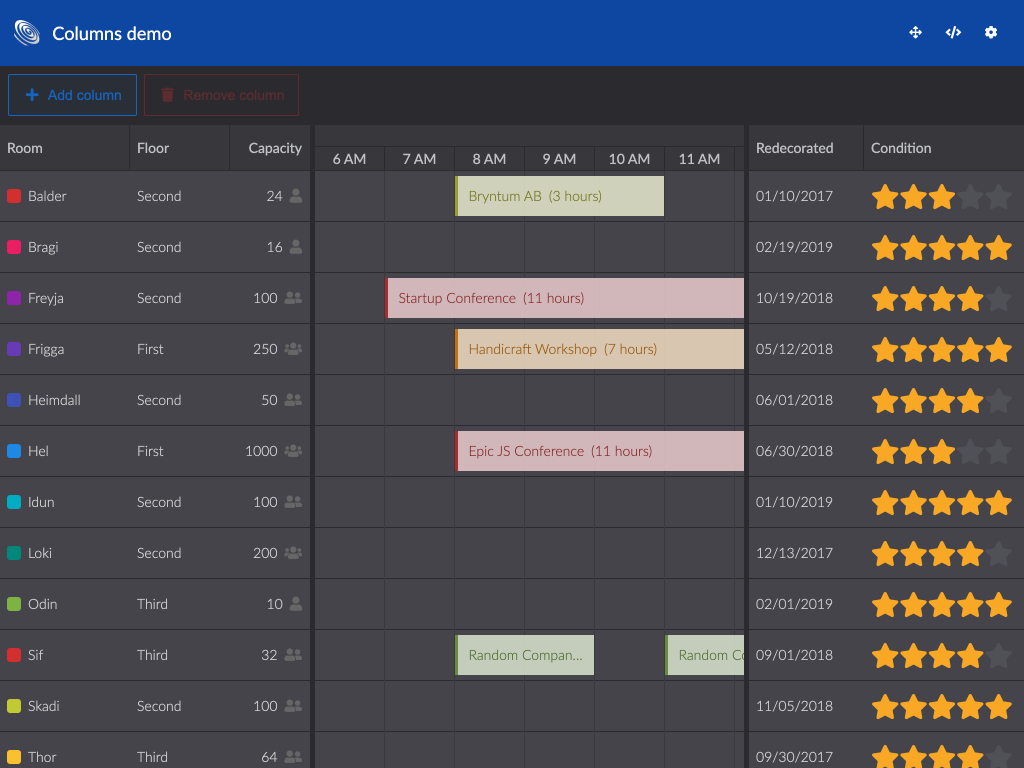 Columns demo
Add column Remove column
Room Floor Capacity 6 AM 7 AM 8 AM 9 AM 10 AM 11 AM Redecorated Condition
Balder Second 24 Bryntum AB (3 hours) 01/10/2017
Bragi Second 16 02/19/2019
Freyja Second 100 Startup Conference (11 hours) 10/19/2018
Frigga First 250 Handicraft Workshop (7 hours) 05/12/2018
Heimdall Second 50 06/01/2018
Hel First 1000 Epic JS Conference (11 hours) 06/30/2018
Idun Second 100 01/10/2019
Loki Second 200 12/13/2017
Odin Third 10 02/01/2019
Sif Third 32 Random Compan... Random Co 09/01/2018
Skadi Second 100 11/05/2018
Thor Third 64 09/30/2017